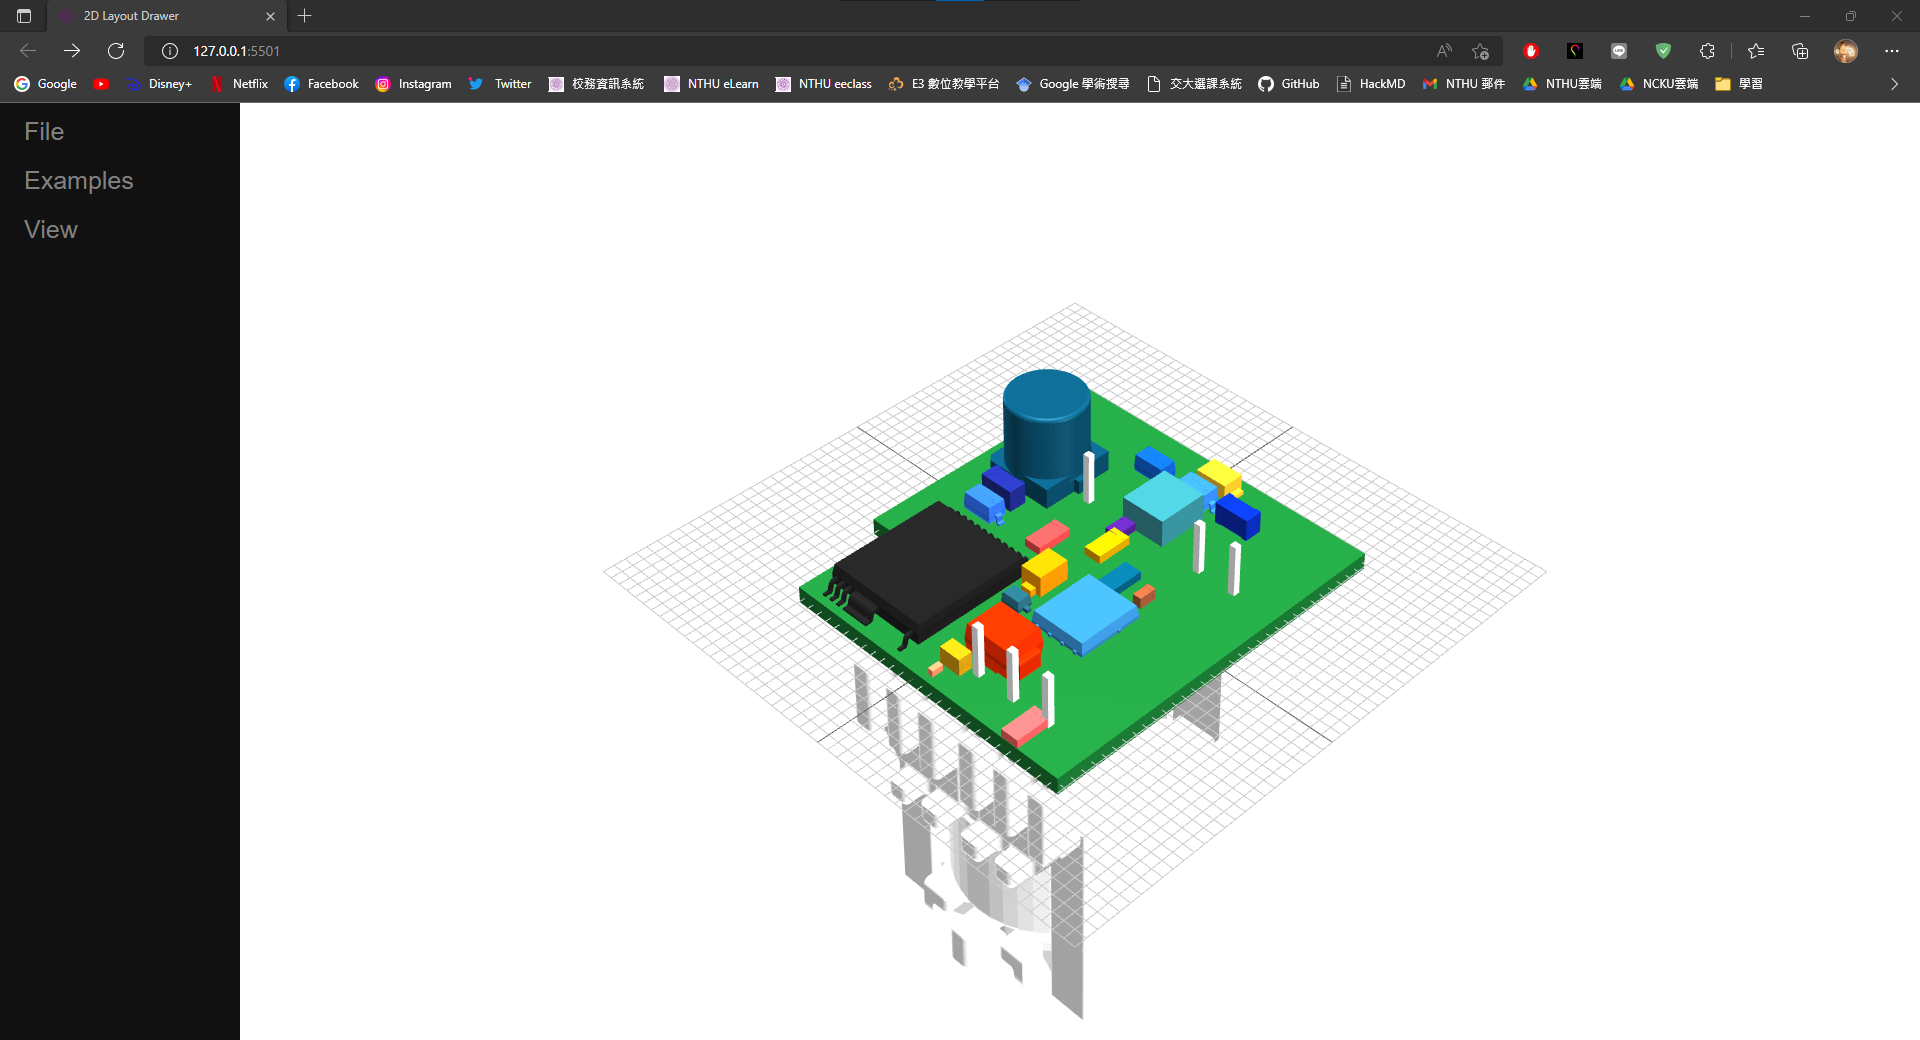 2D Layout Drawer
127.0.0.1:5501
Google Disney+ Netflix Facebook Instagram Twitter 校務資訊系統 NTHU eLearn NTHU eeclass E3 數位教學平台 Google 學術搜尋 交大選課系統 GitHub HackMD NTHU 郵件 NTHU雲端 NCKU雲端 學習
File
Examples
View